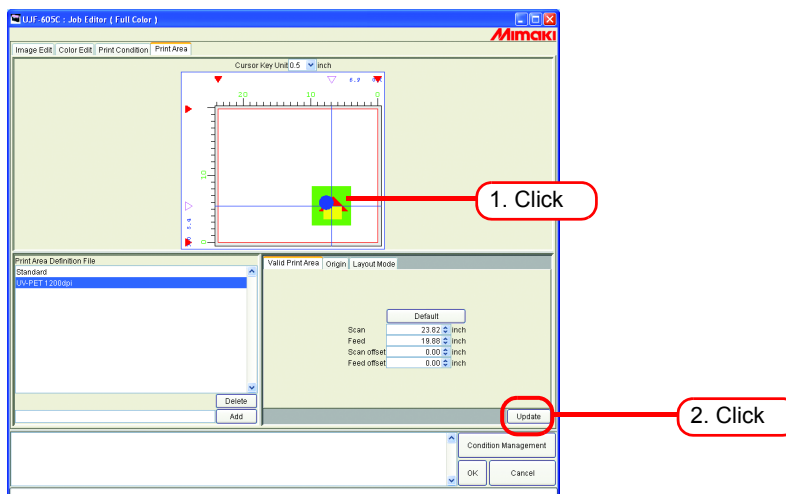 UJF-605C : Job Editor ( Full Color )
Mimaki
Image Edit Color Edit Print Condition Print Area
Cursor Key Unit 0.5 inch
8.9
20 10 0
10
0
1. Click
Print Area Definition File
Standard
UV-PET 1200dpi
Delete
Add
Valid Print Area Origin Layout Mode
Default
Scan 23.82 inch
Feed 19.88 inch
Scan offset 0.00 inch
Feed offset 0.00 inch
Update
2. Click
Condition Management
OK Cancel